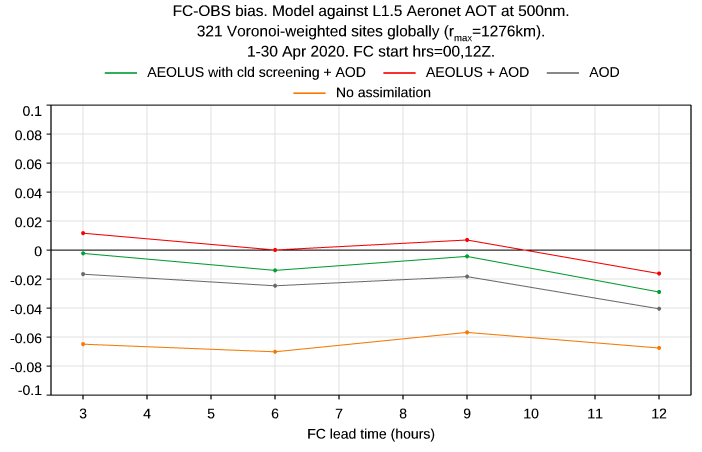 FC-OBS bias. Model against L1.5 Aeronet AOT at 500nm.
321 Voronoi-weighted sites globally (rmax=1276km).
1-30 Apr 2020. FC start hrs=00,12Z.
AEOLUS with cld screening + AOD AEOLUS + AOD AOD
No assimilation
0.1
0.08
0.06
0.04
0.02
0
-0.02
-0.04
-0.06
-0.08
-0.1
3 4 5 6 7 8 9 10 11 12
FC lead time (hours)